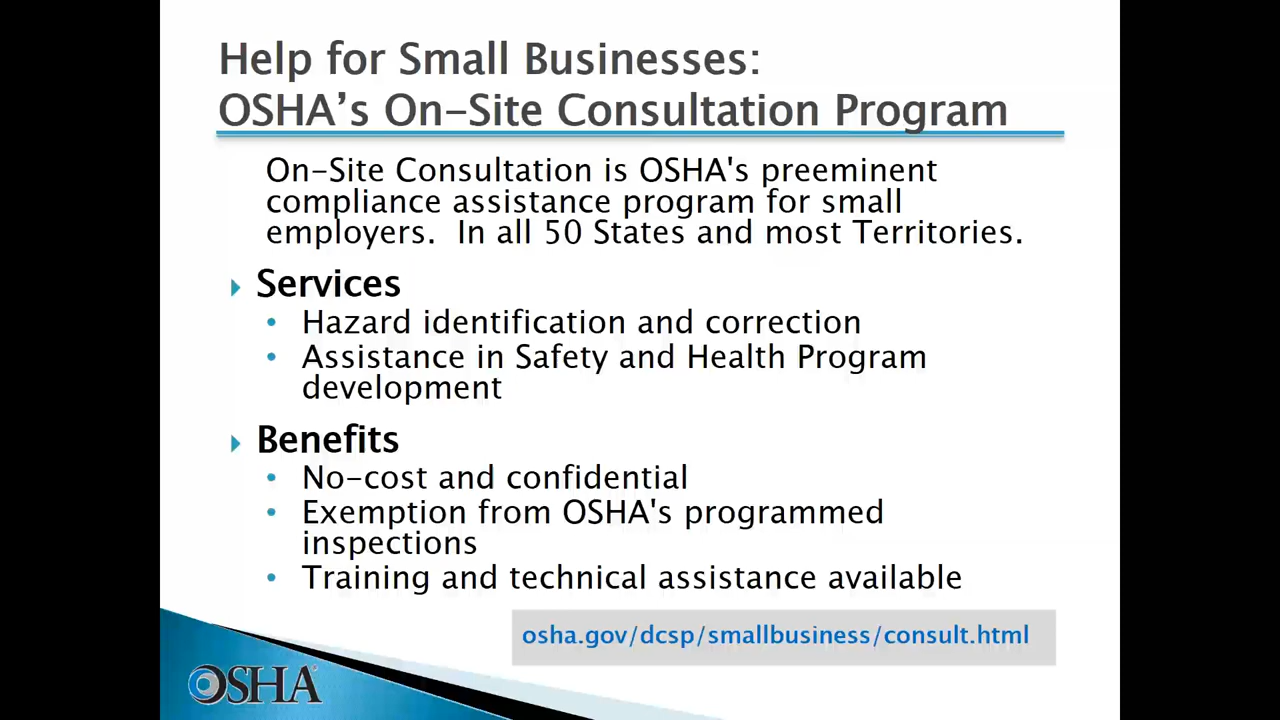 Help for Small Businesses:
OSHA’s On-Site Consultation Program
On-Site Consultation is OSHA's preeminent
compliance assistance program for small
employers.  In all 50 States and most Territories.
Services
• Hazard identification and correction
• Assistance in Safety and Health Program
development
Benefits
• No-cost and confidential
• Exemption from OSHA's programmed
inspections
• Training and technical assistance available
osha.gov/dcsp/smallbusiness/consult.html
OSHA®